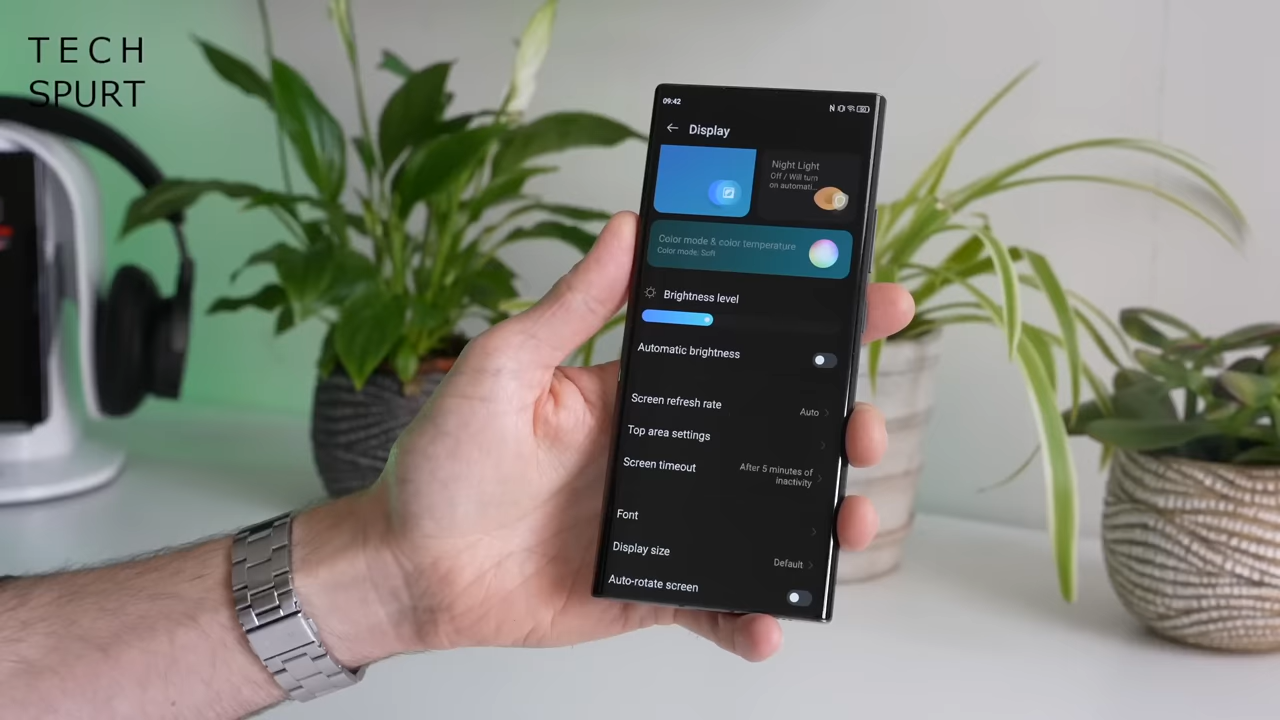 TECH
SPURT
09:42
Display
Night Light
Off / Will turn
on automati...
Color mode & color temperature
Color mode: Soft
Brightness level
Automatic brightness
Screen refresh rate
Auto
Top area settings
Screen timeout
After 5 minutes of
inactivity
Font
Display size
Default
Auto-rotate screen